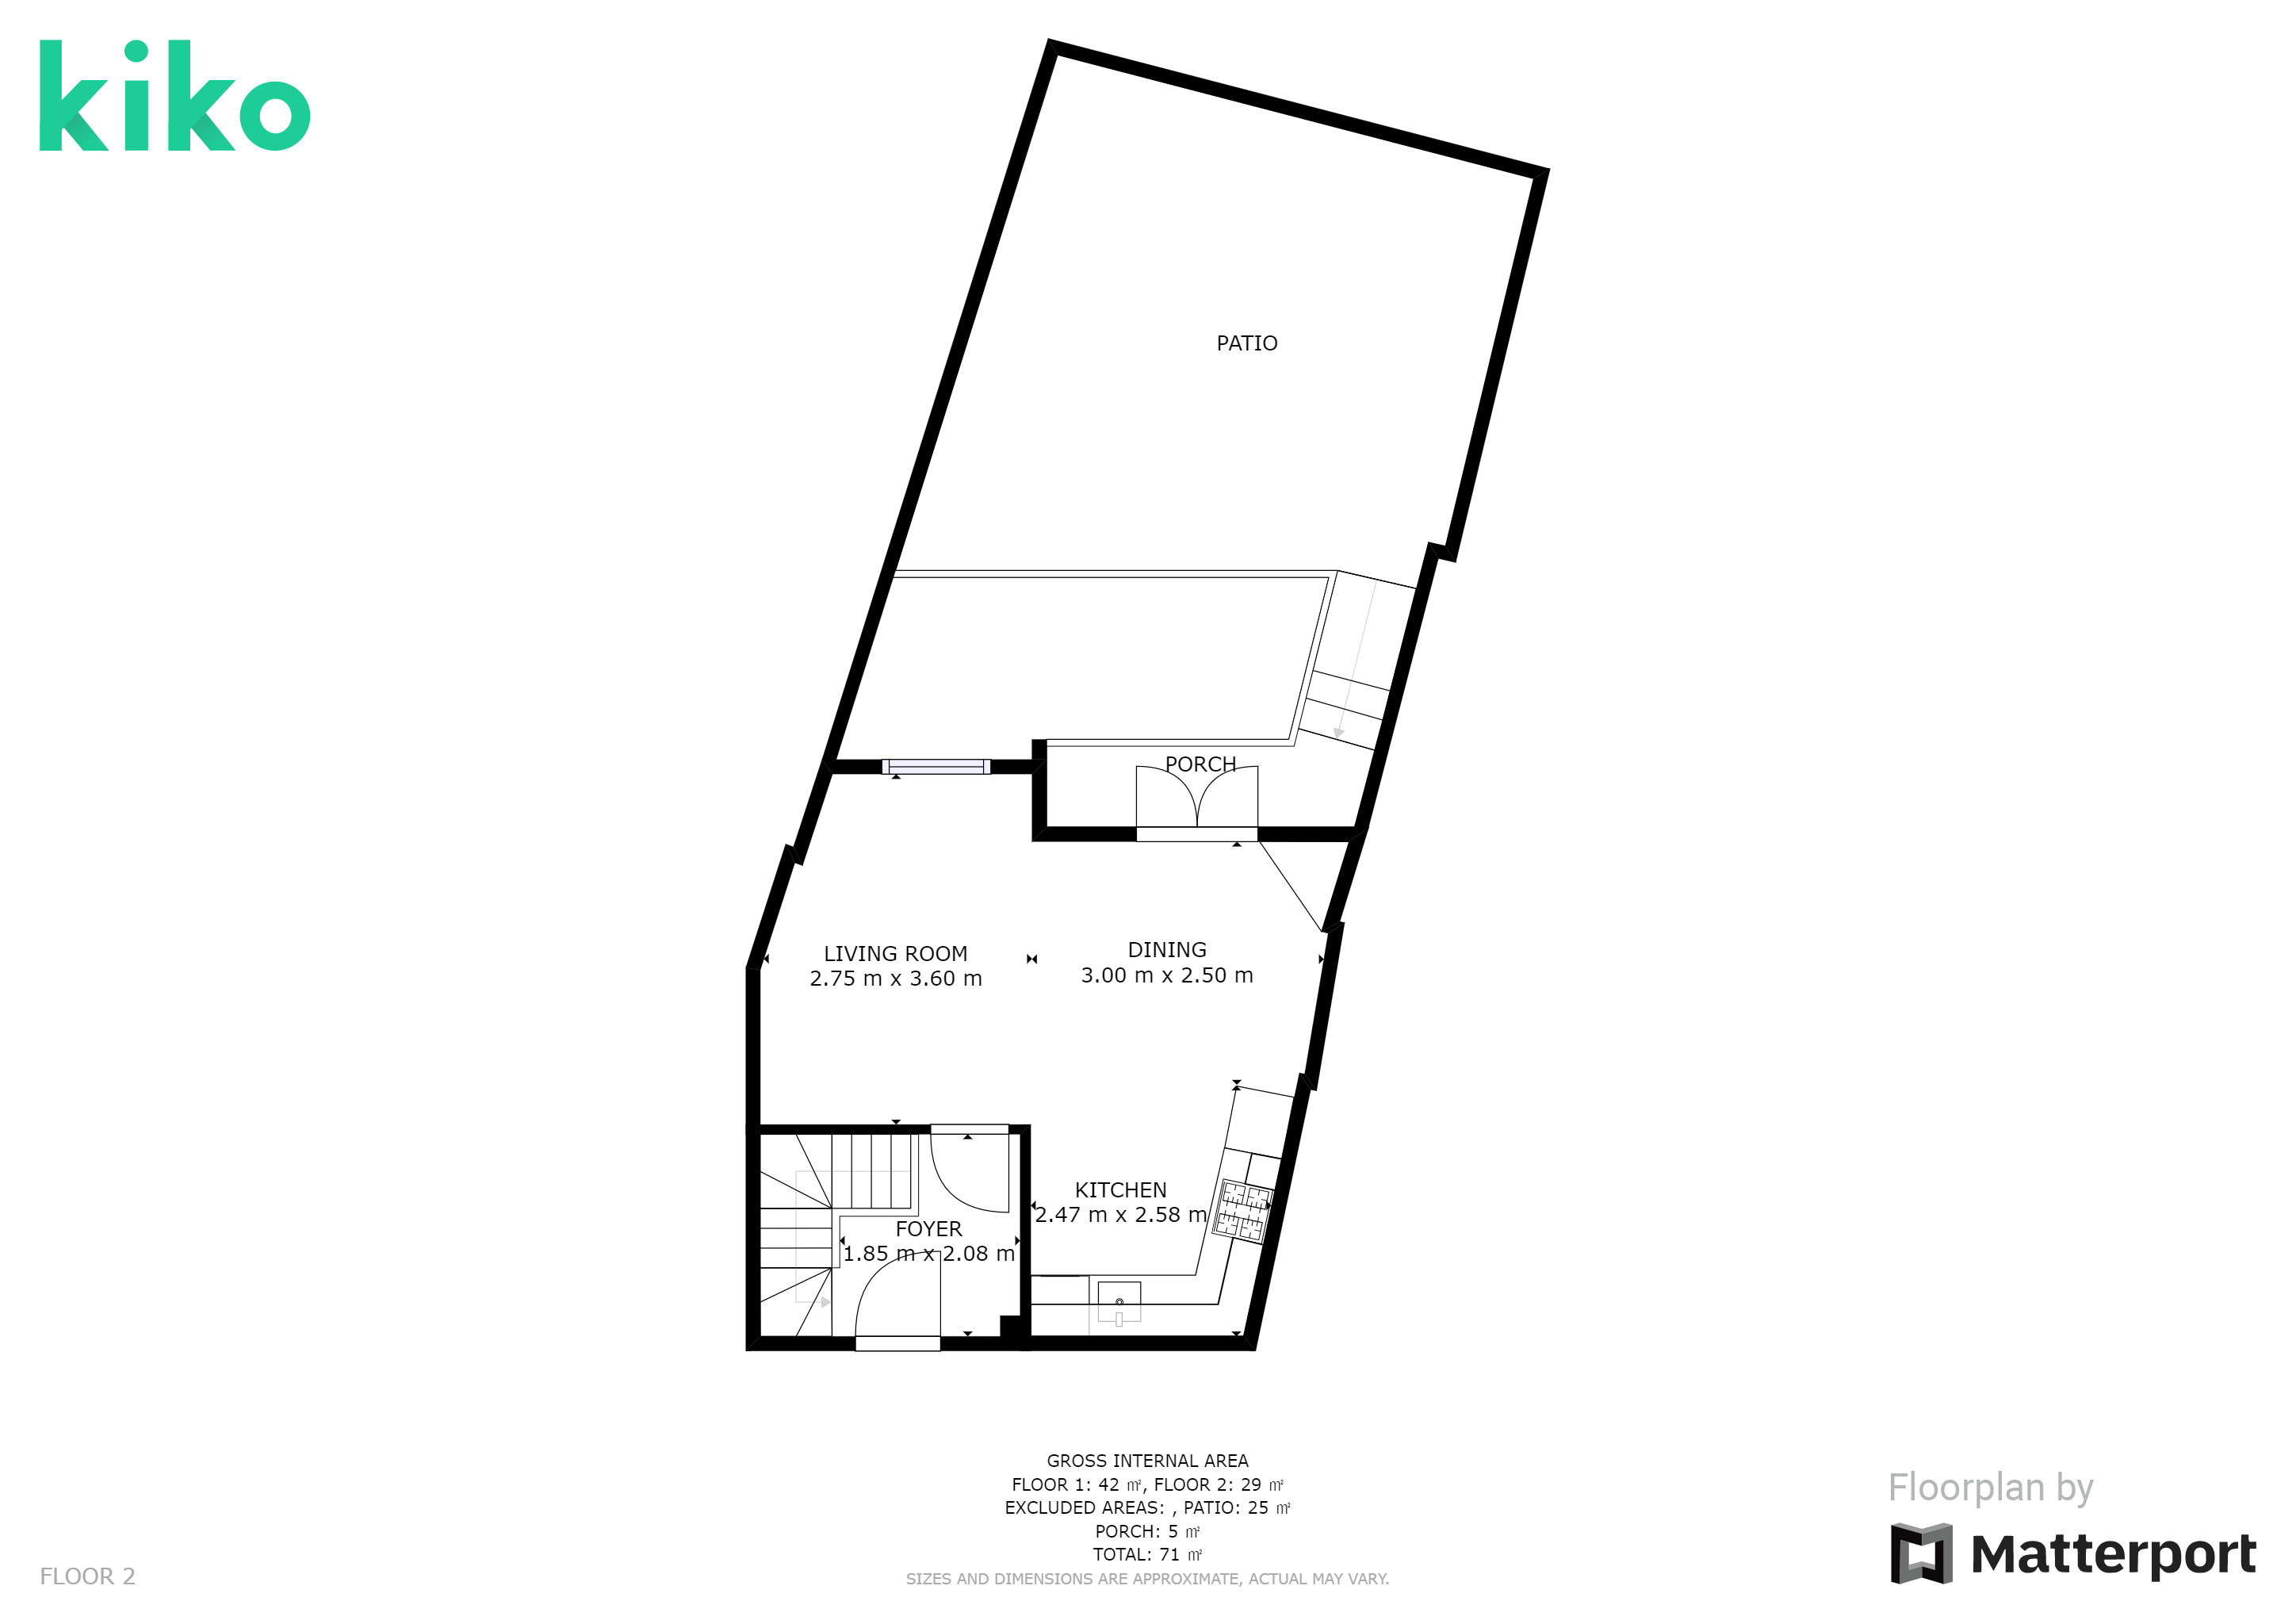 kiko
PATIO
PORCH
LIVING ROOM
2.75 m x 3.60 m
DINING
3.00 m x 2.50 m
KITCHEN
2.47 m x 2.58 m
FOYER
1.85 m x 2.08 m
GROSS INTERNAL AREA
FLOOR 1: 42 ㎡, FLOOR 2: 29 ㎡
EXCLUDED AREAS: , PATIO: 25 ㎡
PORCH: 5 ㎡
TOTAL: 71 ㎡
SIZES AND DIMENSIONS ARE APPROXIMATE, ACTUAL MAY VARY.
FLOOR 2
Floorplan by
Matterport